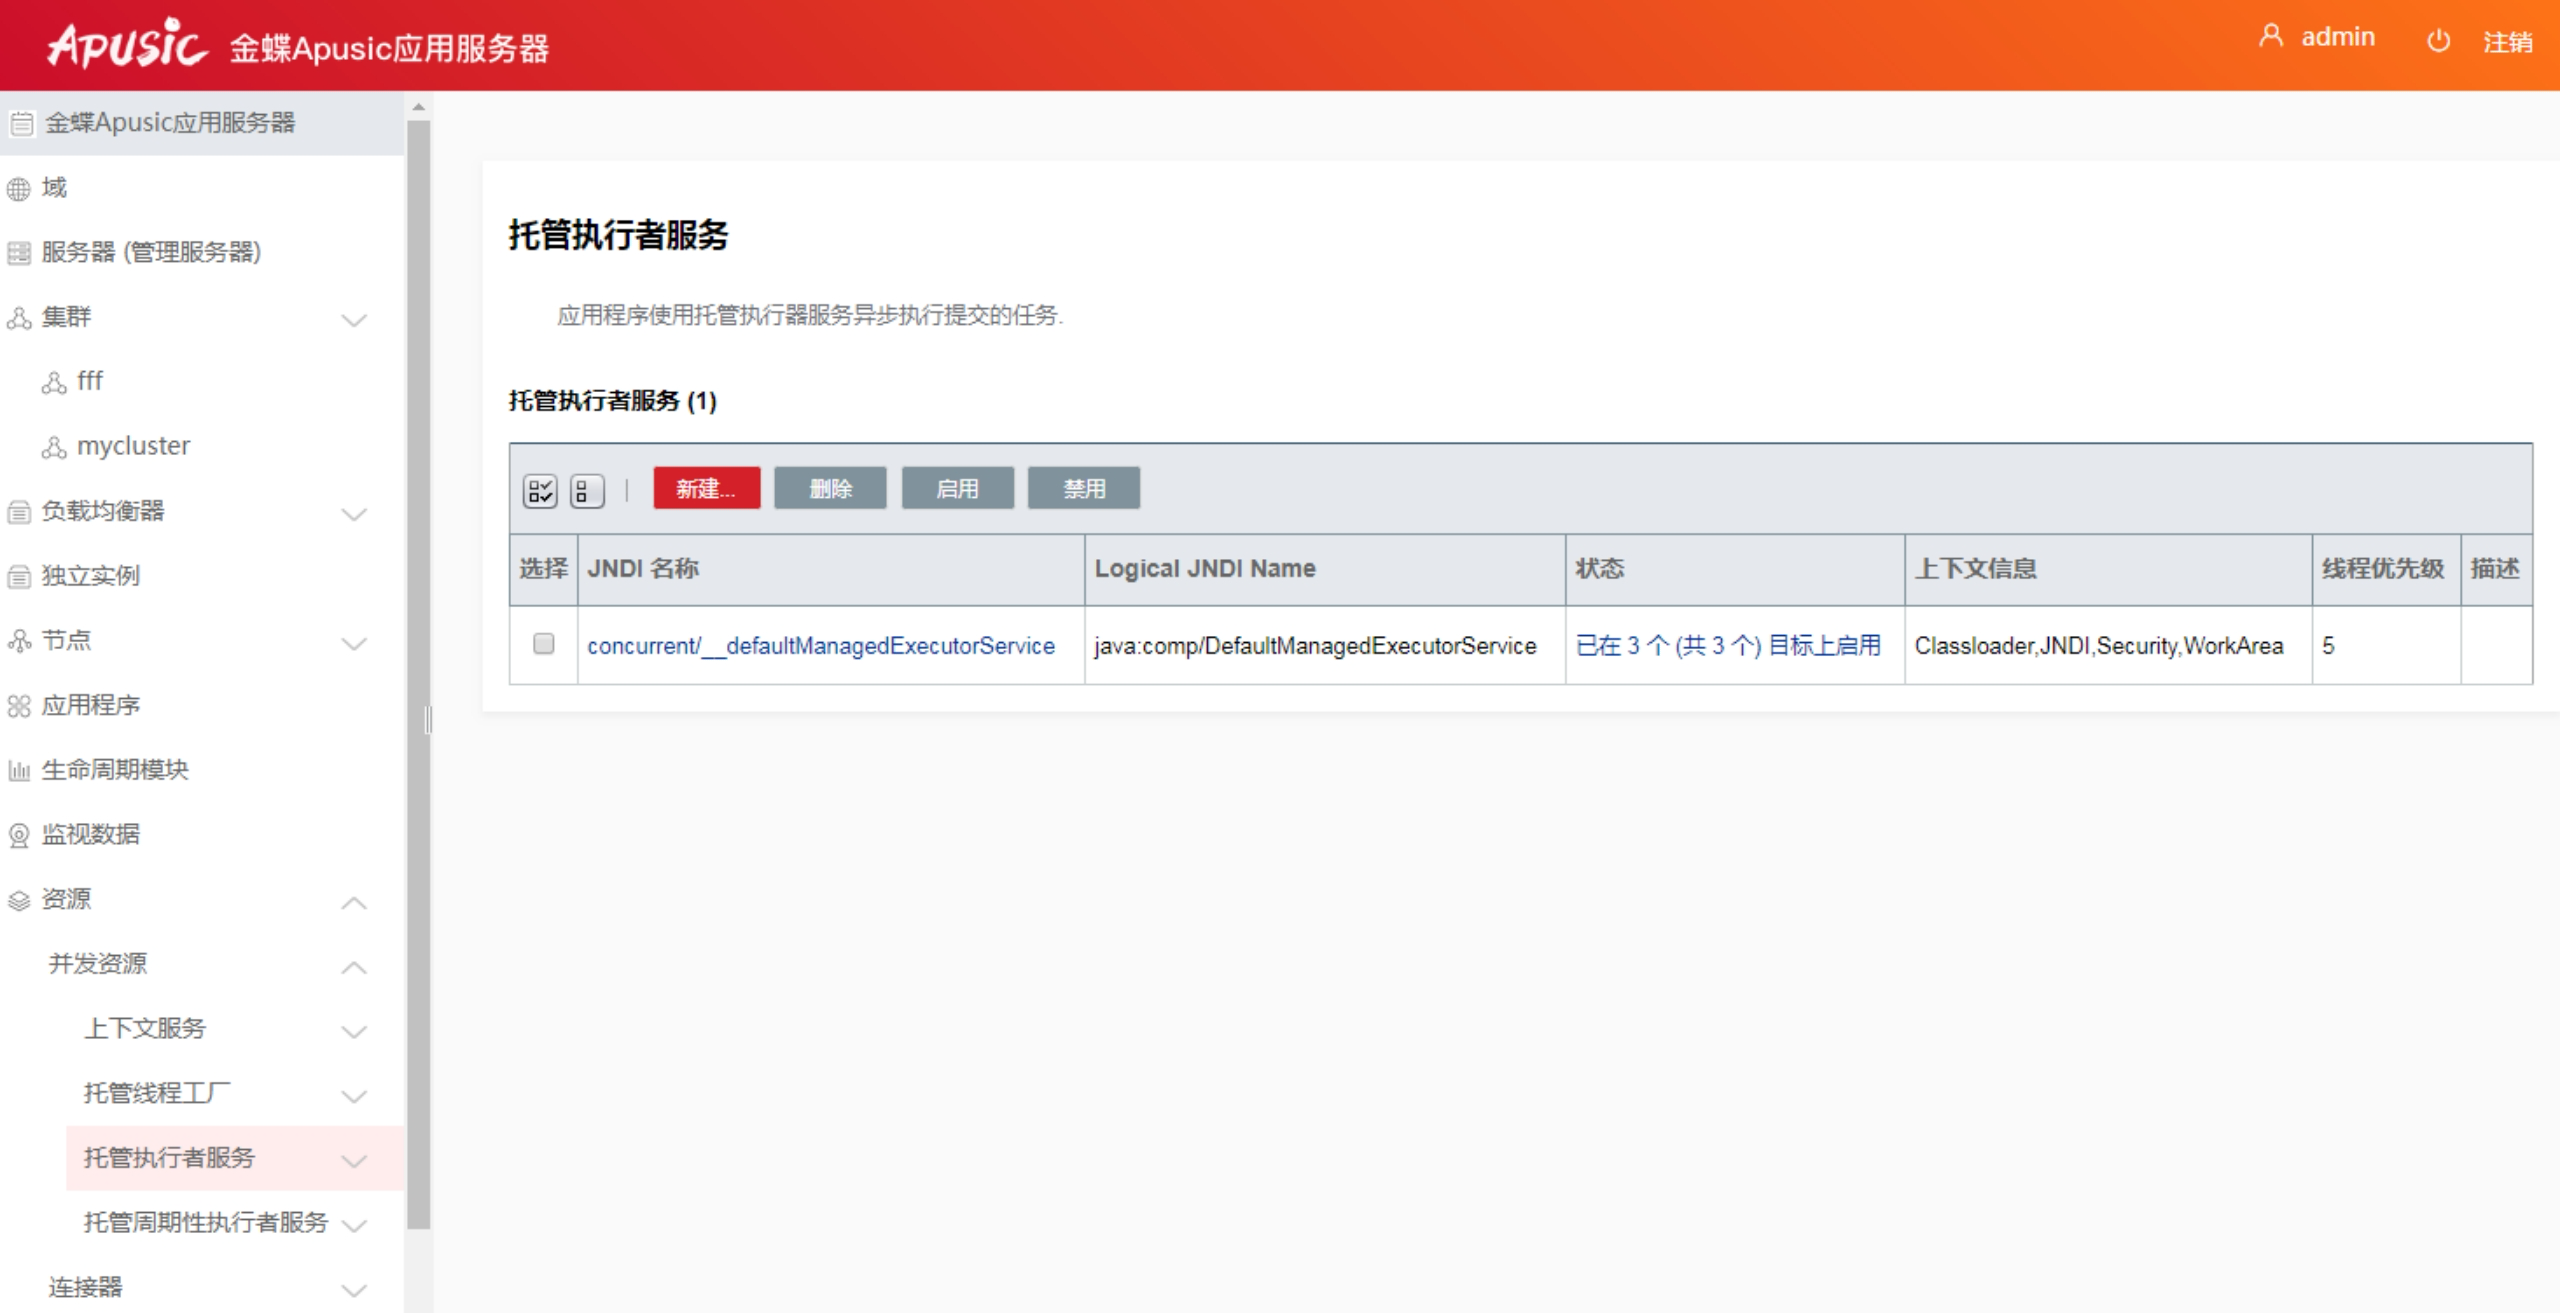 APUSIC 金蝶Apusic应用服务器
admin 注销
金蝶Apusic应用服务器
域
服务器 (管理服务器)
集群
fff
mycluster
负载均衡器
独立实例
节点
应用程序
生命周期模块
监视数据
资源
并发资源
上下文服务
托管线程工厂
托管执行者服务
托管周期性执行者服务
连接器
托管执行者服务
应用程序使用托管执行器服务异步执行提交的任务.
托管执行者服务 (1)
新建... 删除 启用 禁用
选择 JNDI 名称 Logical JNDI Name 状态 上下文信息 线程优先级 描述
concurrent/__defaultManagedExecutorService java:comp/DefaultManagedExecutorService 已在 3 个 (共 3 个) 目标上启用 Classloader,JNDI,Security,WorkArea 5